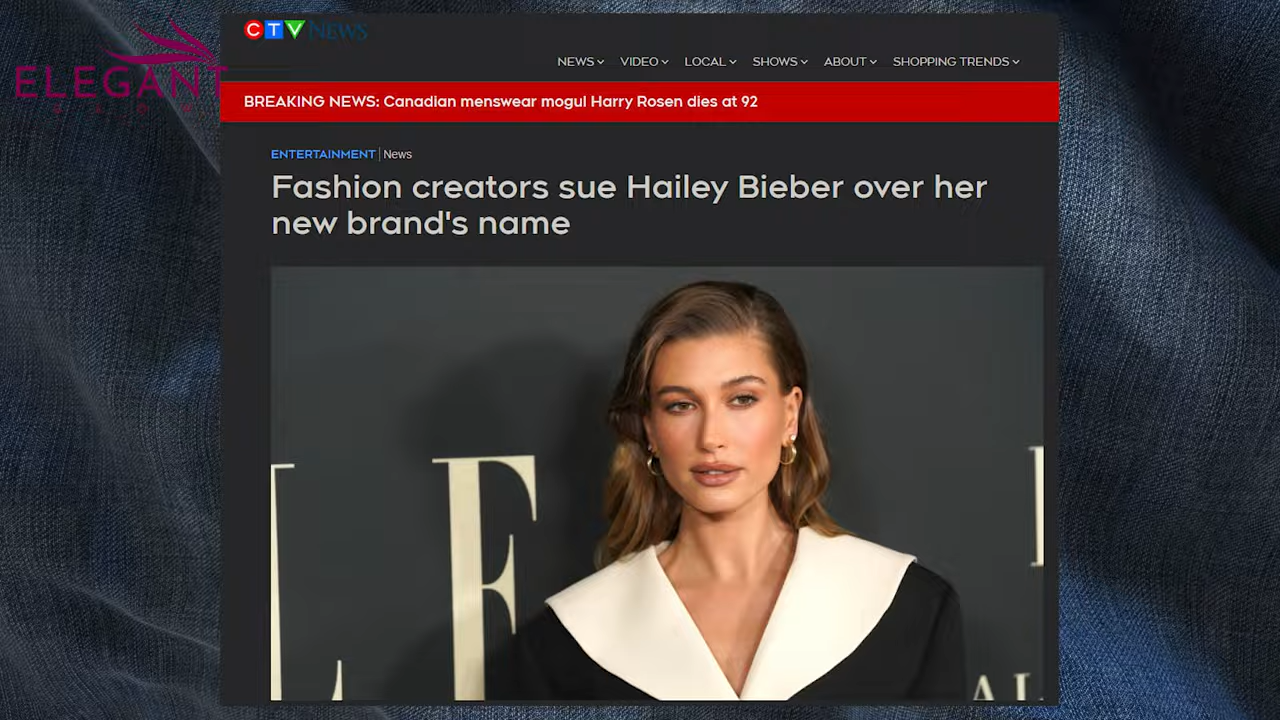 ELEGANT
CTV NEWS
NEWS VIDEO LOCAL SHOWS ABOUT SHOPPING TRENDS
BREAKING NEWS: Canadian menswear mogul Harry Rosen dies at 92
ENTERTAINMENT | News
Fashion creators sue Hailey Bieber over her
new brand's name
L E